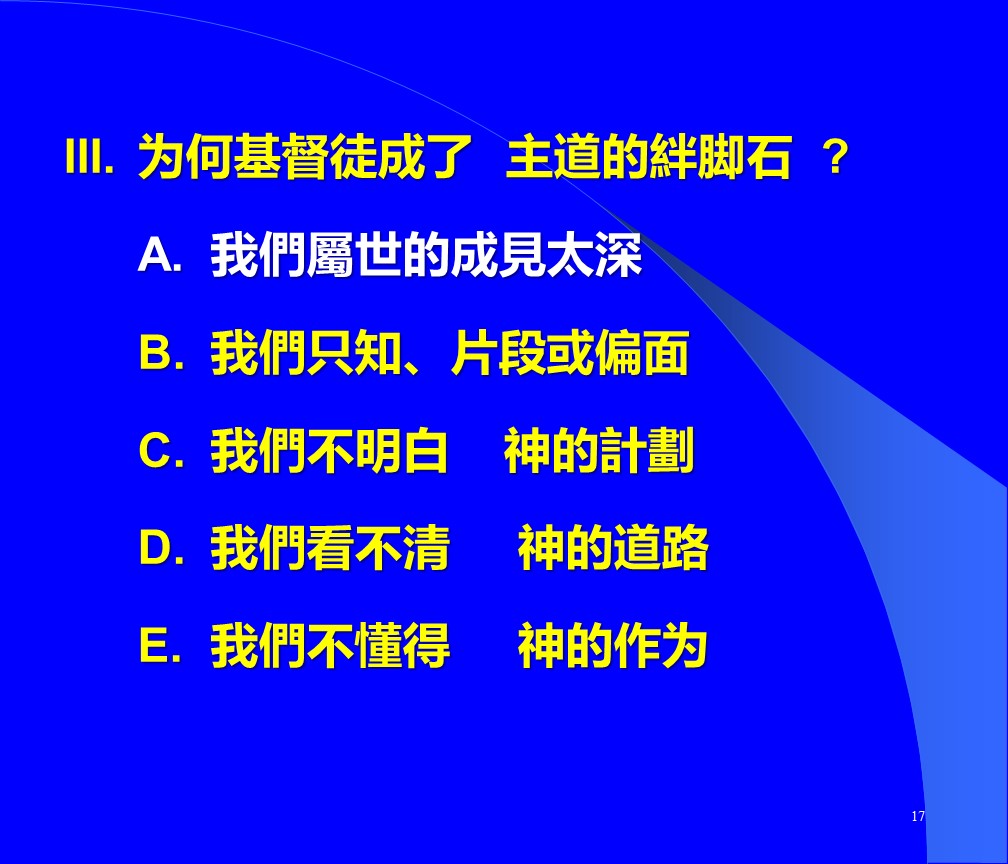 III. 为何基督徒成了 主道的絆脚石 ?
A. 我們屬世的成見太深
B. 我們只知、片段或偏面
C. 我們不明白 神的計劃
D. 我們看不清 神的道路
E. 我們不懂得 神的作为
17